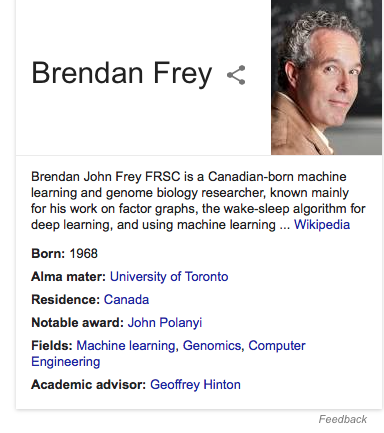 Brendan Frey
Brendan John Frey FRSC is a Canadian-born machine
learning and genome biology researcher, known mainly
for his work on factor graphs, the wake-sleep algorithm for
deep learning, and using machine learning ... Wikipedia
Born: 1968
Alma mater: University of Toronto
Residence: Canada
Notable award: John Polanyi
Fields: Machine learning, Genomics, Computer
Engineering
Academic advisor: Geoffrey Hinton
Feedback